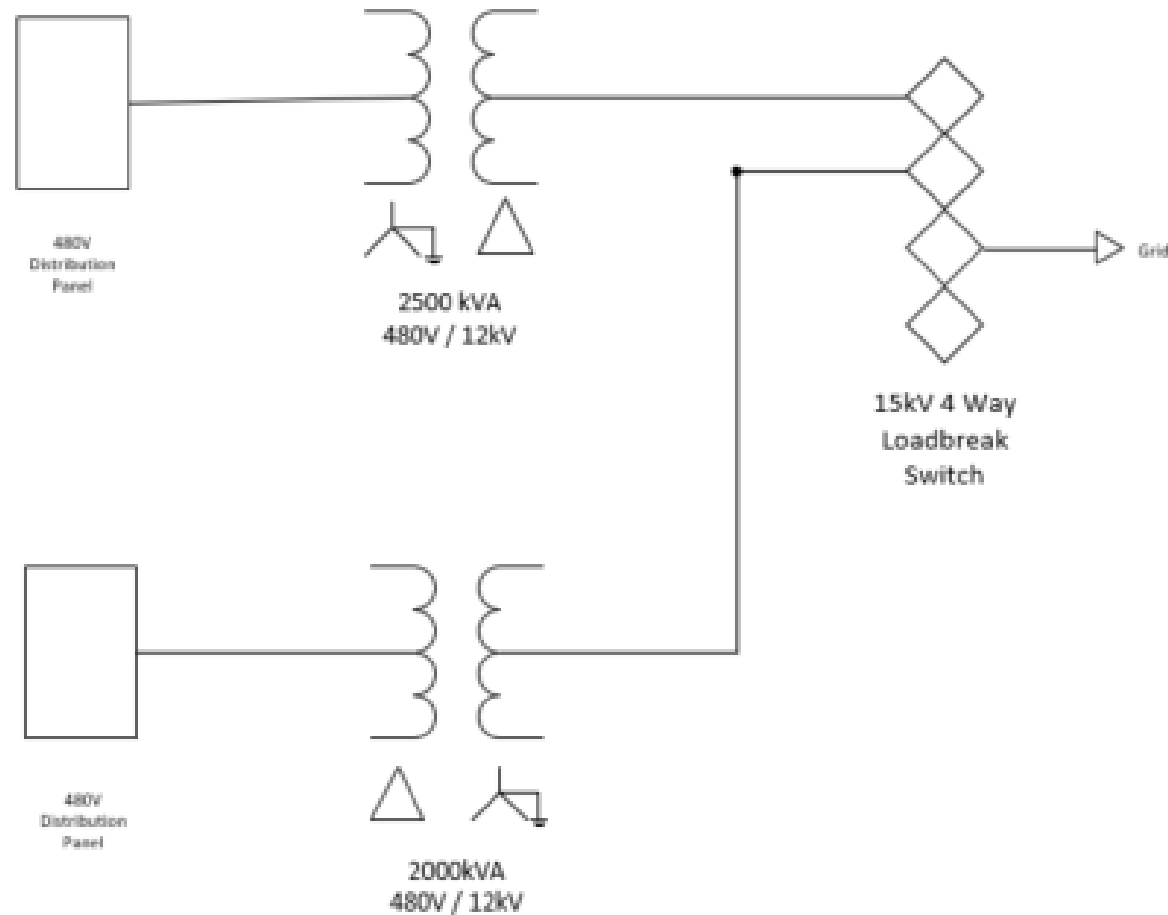 480V
Distribution
Panel
2500 kVA
480V / 12kV
Grid
15kV 4 Way
Loadbreak
Switch
480V
Distribution
Panel
2000kVA
480V / 12kV